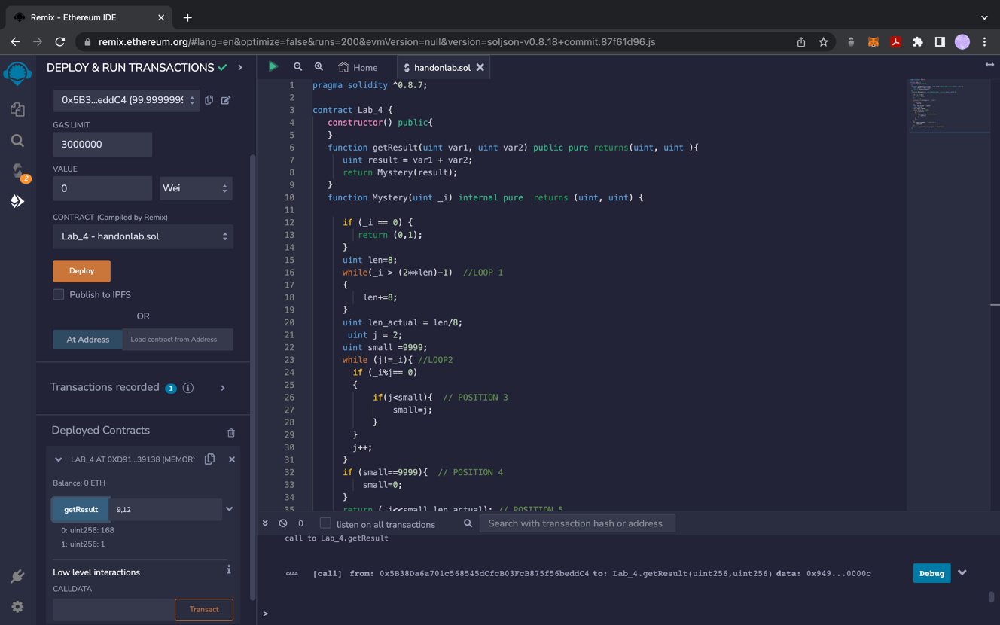 Remix - Ethereum IDE
remix.ethereum.org/#lang=en&optimize=false&runs=200&evmVersion=null&version=soljson-v0.8.18+commit.87f61d96.js
DEPLOY & RUN TRANSACTIONS
0x5B3...eddC4 (99.9999999
GAS LIMIT
3000000
VALUE
0
Wei
2
CONTRACT (Compiled by Remix)
Lab_4 - handonlab.sol
Deploy
Publish to IPFS
OR
At Address
Load contract from Address
Transactions recorded 1 i
Deployed Contracts
LAB_4 AT 0XD91...39138 (MEMORY
Balance: 0 ETH
getResult
9,12
0: uint256: 168
1: uint256: 1
Low level interactions
CALLDATA
Transact
Home
handonlab.sol
1 pragma solidity ^0.8.7;
2
3 contract Lab_4 {
4 constructor() public{
5 }
6 function getResult(uint var1, uint var2) public pure returns(uint, uint ){
7 uint result = var1 + var2;
8 return Mystery(result);
9 }
10 function Mystery(uint _i) internal pure  returns (uint, uint) {
11
12 if (_i == 0) {
13 return (0,1);
14 }
15 uint len=8;
16 while(_i > (2**len)-1)  //LOOP 1
17 {
18 len+=8;
19 }
20 uint len_actual = len/8;
21 uint j = 2;
22 uint small =9999;
23 while (j!=_i){ //LOOP2
24 if (_i%j== 0)
25 {
26 if(j<small){  // POSITION 3
27 small=j;
28 }
29 }
30 j++;
31 }
32 if (small==9999){  // POSITION 4
33 small=0;
34 }
35 return (_i<<small,len_actual); // POSITION 5
0
listen on all transactions
Search with transaction hash or address
call to Lab_4.getResult
CALL [call] from: 0x5B38Da6a701c568545dCfcB03FcB875f56beddC4 to: Lab_4.getResult(uint256,uint256) data: 0x949...0000c
Debug
>